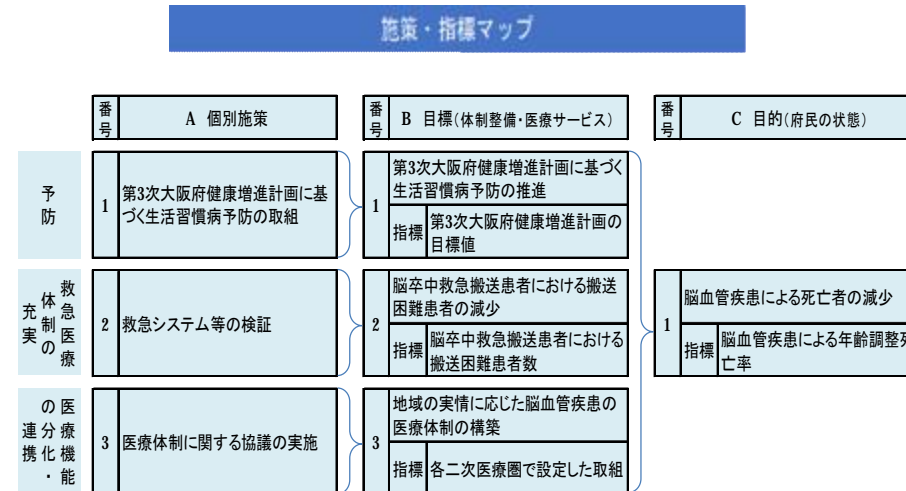 施策・指標マップ
番号
A 個別施策
番号
B 目標(体制整備・医療サービス)
番号
C 目的(府民の状態)
予防
1
第3次大阪府健康増進計画に基
づく生活習慣病予防の取組
1
第3次大阪府健康増進計画に基づく
生活習慣病予防の推進
指標
第3次大阪府健康増進計画の
目標値
救急医療
体制の
充実
2
救急システム等の検証
2
脳卒中救急搬送患者における搬送
困難患者の減少
指標
脳卒中救急搬送患者における
搬送困難患者数
1
脳血管疾患による死亡者の減少
指標
脳血管疾患による年齢調整死
亡率
医療機能
の分化・
連携
3
医療体制に関する協議の実施
3
地域の実情に応じた脳血管疾患の
医療体制の構築
指標
各二次医療圏で設定した取組